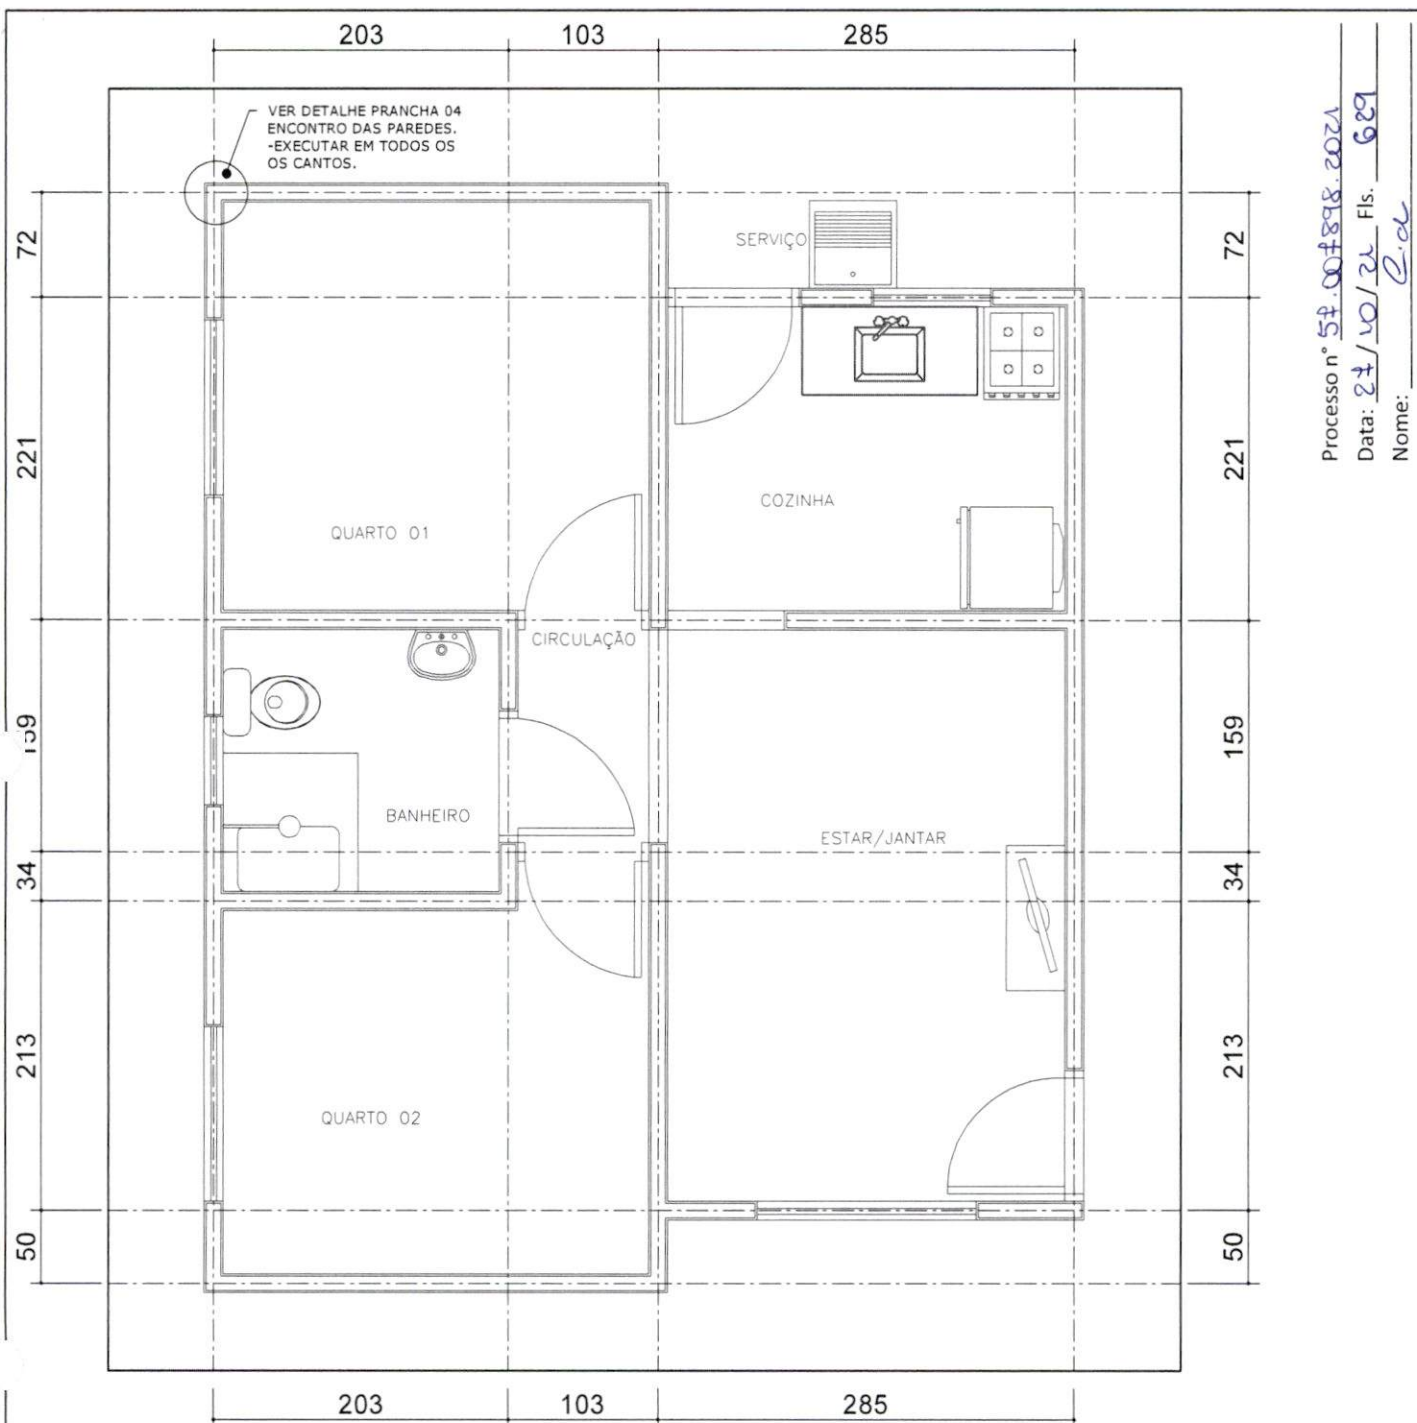 203 103 285
VER DETALHE PRANCHA 04
ENCONTRO DAS PAREDES.
-EXECUTAR EM TODOS OS
OS CANTOS.
Processo n° 57.007898.2021
Data: 27/10/21 Fls. 629
Nome:
72 72
SERVIÇO
221 221
COZINHA
QUARTO 01
CIRCULAÇÃO
159 159
BANHEIRO
ESTAR/JANTAR
34 34
213 213
QUARTO 02
50 50
203 103 285